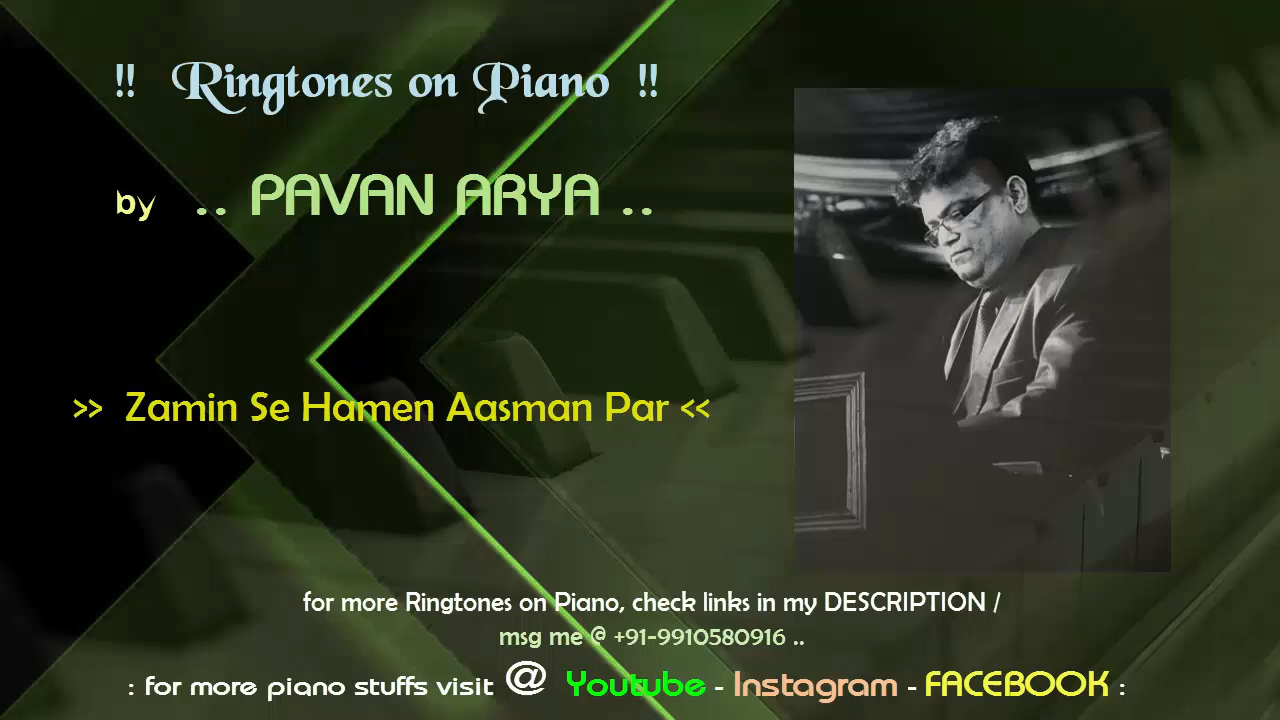 !! Ringtones on Piano !!
by .. PAVAN ARYA ..
>> Zamin Se Hamen Aasman Par <<
for more Ringtones on Piano, check links in my DESCRIPTION /
msg me @ +91-9910580916 ..
: for more piano stuffs visit @ Youtube - Instagram - FACEBOOK :